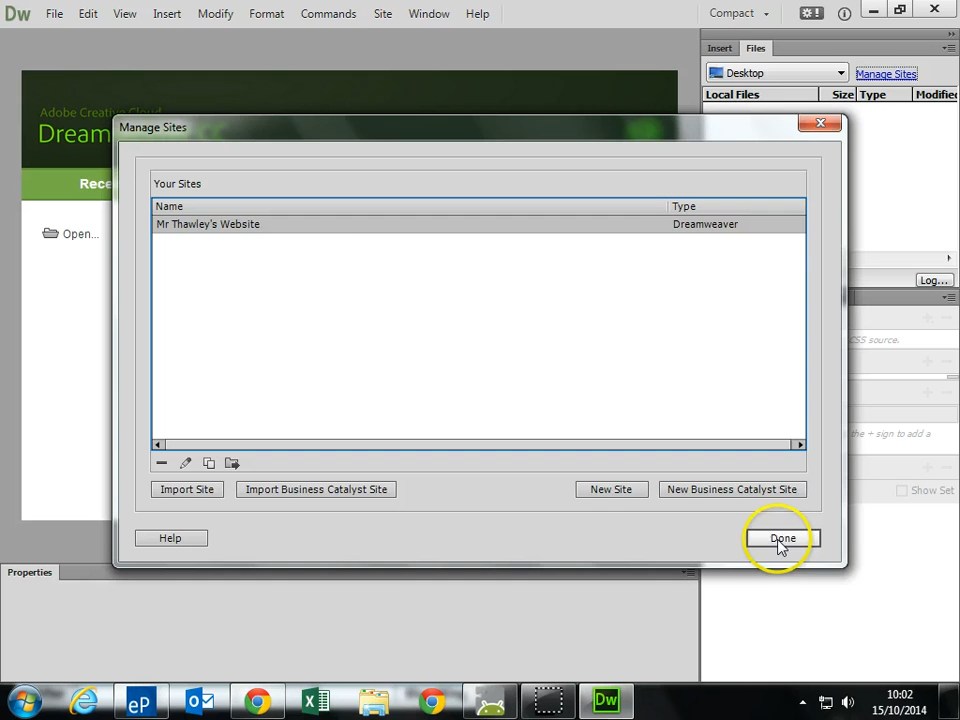 Dw File Edit View Insert Modify Format Commands Site Window Help Compact
Insert Files
Desktop Manage Sites
Local Files Size Type Modified
Adobe Creative Cloud
Manage Sites
Your Sites
Name Type
Mr Thawley's Website Dreamweaver
Open...
Log...
CSS source.
the + sign to add a
Import Site Import Business Catalyst Site New Site New Business Catalyst Site
Show Set
Help Done
Properties
eP Dw
10:02
15/10/2014